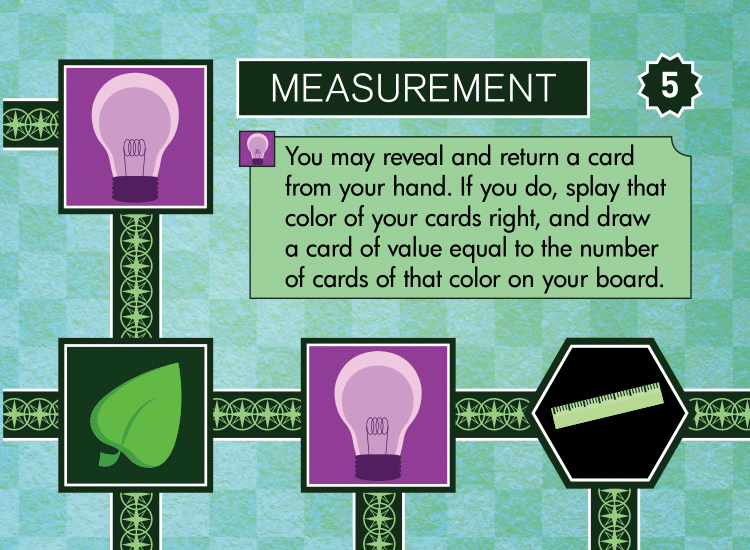 MEASUREMENT
5
You may reveal and return a card
from your hand. If you do, splay that
color of your cards right, and draw
a card of value equal to the number
of cards of that color on your board.